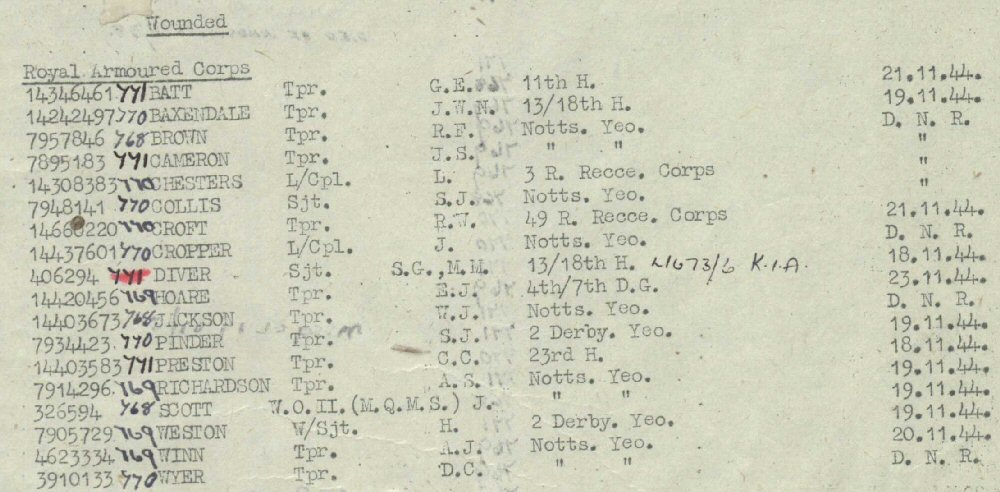 Wounded
Royal Armoured Corps
14346461 771 BATT Tpr. G.E. 11th H. 21.11.44.
14242497 770 BAXENDALE Tpr. J.W.N. 13/18th H. 19.11.44.
7957846 768 BROWN Tpr. R.F. Notts. Yeo. D. N. R.
7895183 771 CAMERON Tpr. J.S. " " "
14308383 770 CHESTERS L/Cpl. L. 3 R. Recce. Corps "
7948141 770 COLLIS Sjt. S.J. Notts. Yeo. "
14660220 770 CROFT Tpr. R.W. 49 R. Recce. Corps 21.11.44.
14437601 770 CROPPER L/Cpl. J. Notts. Yeo. D. N. R.
406294 771 DIVER Sjt. S.G.,M.M. 13/18th H. L1673/6 K.I.A. 18.11.44.
14420456 769 HOARE Tpr. E.J. 4th/7th D.G. 23.11.44.
14403673 768 JACKSON Tpr. W.J. Notts. Yeo. D. N. R.
7934423 770 PINDER Tpr. S.J. 2 Derby. Yeo. 19.11.44.
14403583 771 PRESTON Tpr. C.C. 23rd H. 18.11.44.
7914296 769 RICHARDSON Tpr. A.S. Notts. Yeo. 19.11.44.
326594 768 SCOTT W.O.II.(M.Q.M.S.) J. " " 19.11.44.
7905729 769 WESTON W/Sjt. H. 2 Derby. Yeo. 19.11.44.
4623334 769 WINN Tpr. A.J. Notts. Yeo. 20.11.44.
3910133 770 WYER Tpr. D.C. " " D. N. R.